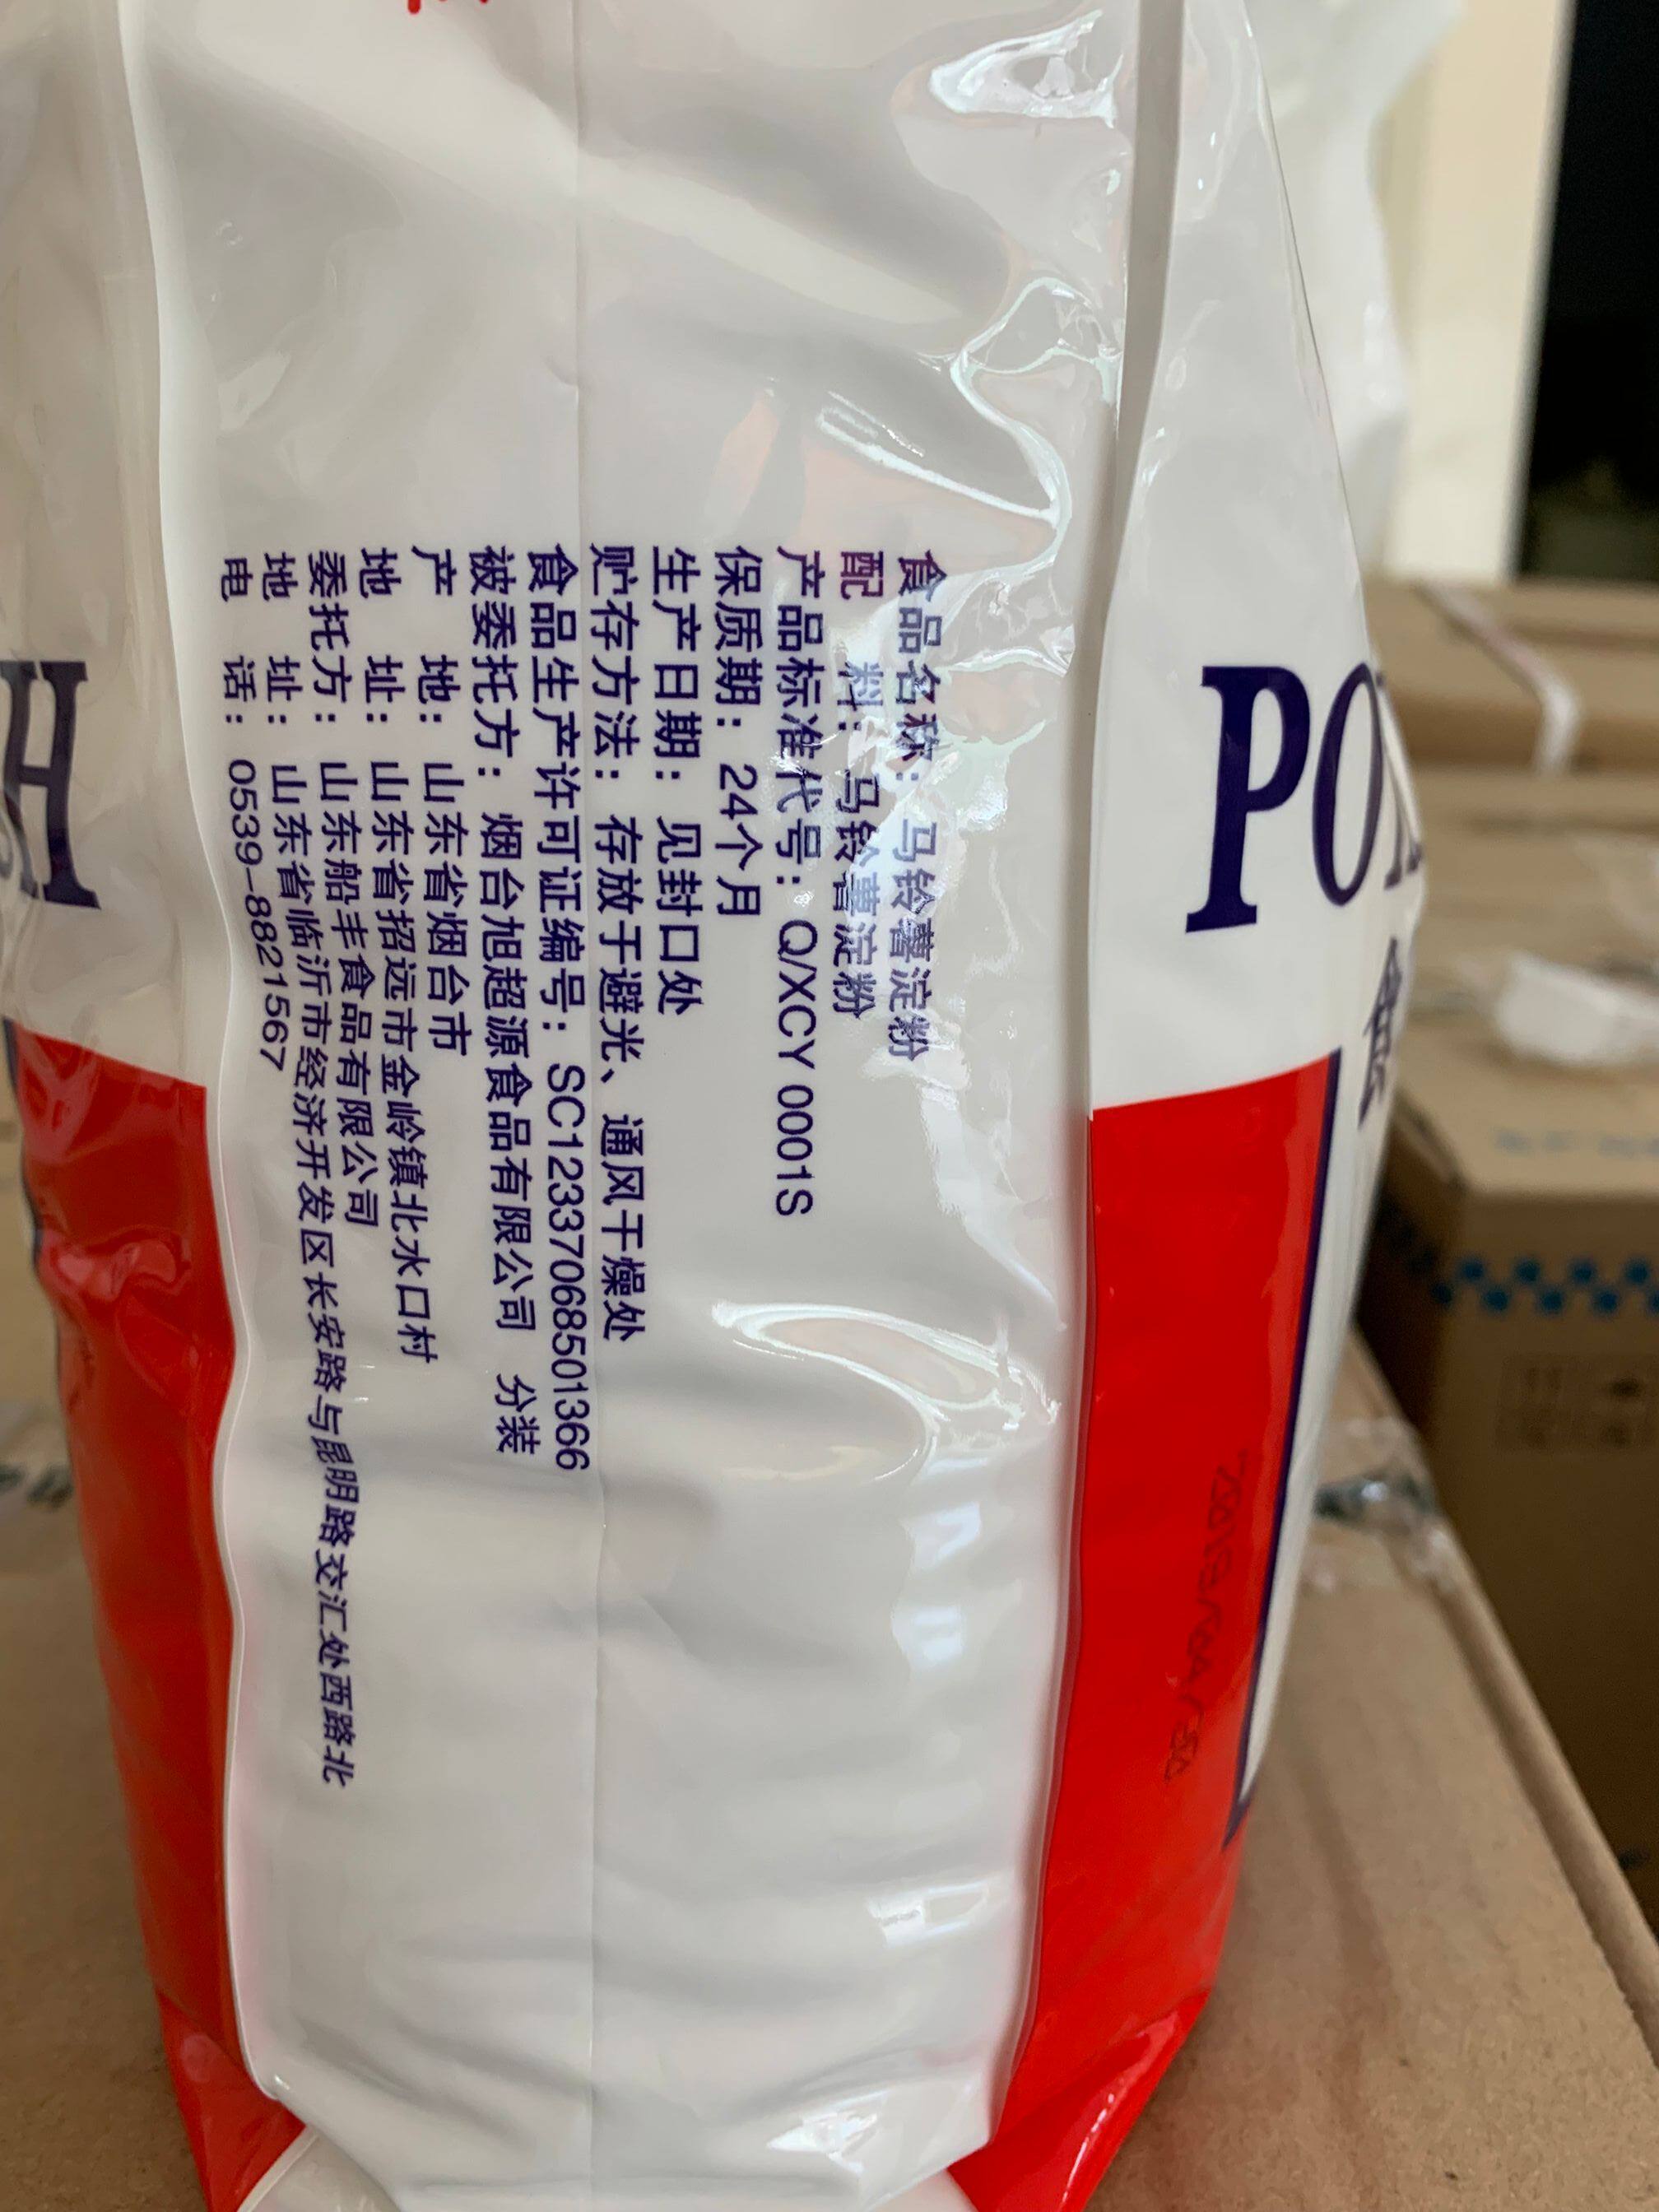 食品名称：马铃薯淀粉
配 料：马铃薯淀粉
产品标准代号：Q/XCY 0001S
保质期：24个月
生产日期：见封口处
贮存方法：存放于避光、通风干燥处
食品生产许可证编号：SC12337068501366
被委托方：烟台旭超源食品有限公司 分装
产 地：山东省烟台市
地 址：山东省招远市金岭镇北水口村
委托方：山东船丰食品有限公司
地 址：山东省临沂市经济开发区长安路与昆明路交汇处西路北
电 话：0539-8821567